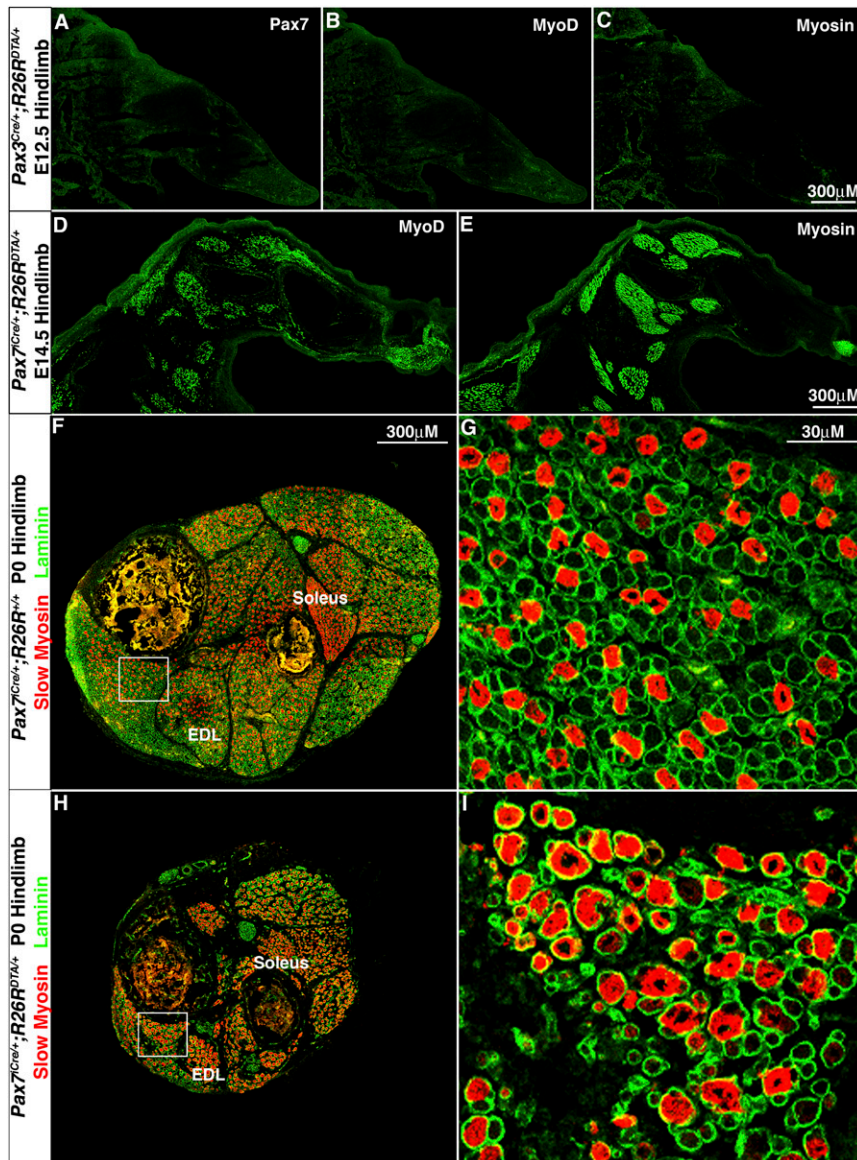 Pax3Cre/+;R26RDTA/+
E12.5 Hindlimb
A
Pax7
B
MyoD
C
Myosin
300μM
Pax7iCre/+;R26RDTA/+
E14.5 Hindlimb
D
MyoD
E
Myosin
300μM
Pax7iCre/+;R26R+/+ P0 Hindlimb
Slow Myosin Laminin
F
300μM
Soleus
EDL
G
30μM
Pax7iCre/+;R26RDTA/+ P0 Hindlimb
Slow Myosin Laminin
H
Soleus
EDL
I